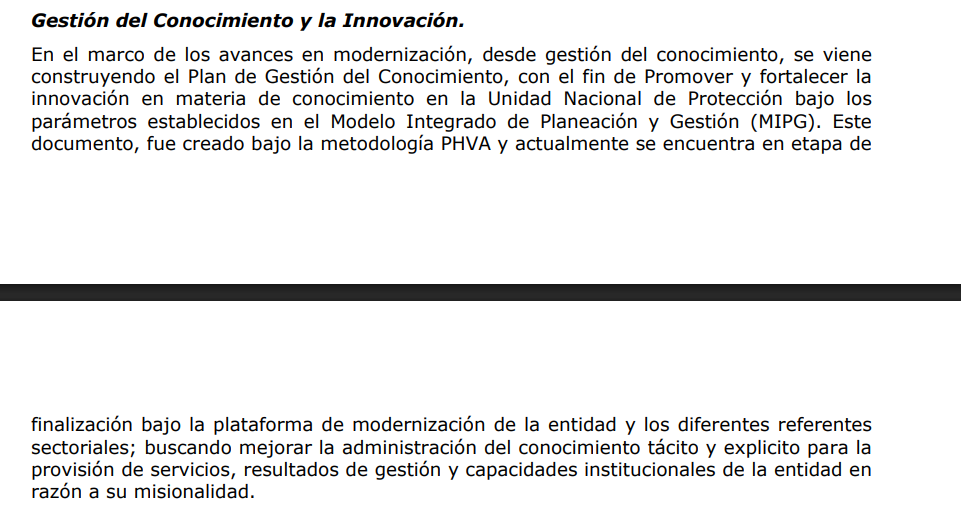 Gestión del Conocimiento y la Innovación.
En el marco de los avances en modernización, desde gestión del conocimiento, se viene
construyendo el Plan de Gestión del Conocimiento, con el fin de Promover y fortalecer la
innovación en materia de conocimiento en la Unidad Nacional de Protección bajo los
parámetros establecidos en el Modelo Integrado de Planeación y Gestión (MIPG). Este
documento, fue creado bajo la metodología PHVA y actualmente se encuentra en etapa de
finalización bajo la plataforma de modernización de la entidad y los diferentes referentes
sectoriales; buscando mejorar la administración del conocimiento tácito y explicito para la
provisión de servicios, resultados de gestión y capacidades institucionales de la entidad en
razón a su misionalidad.